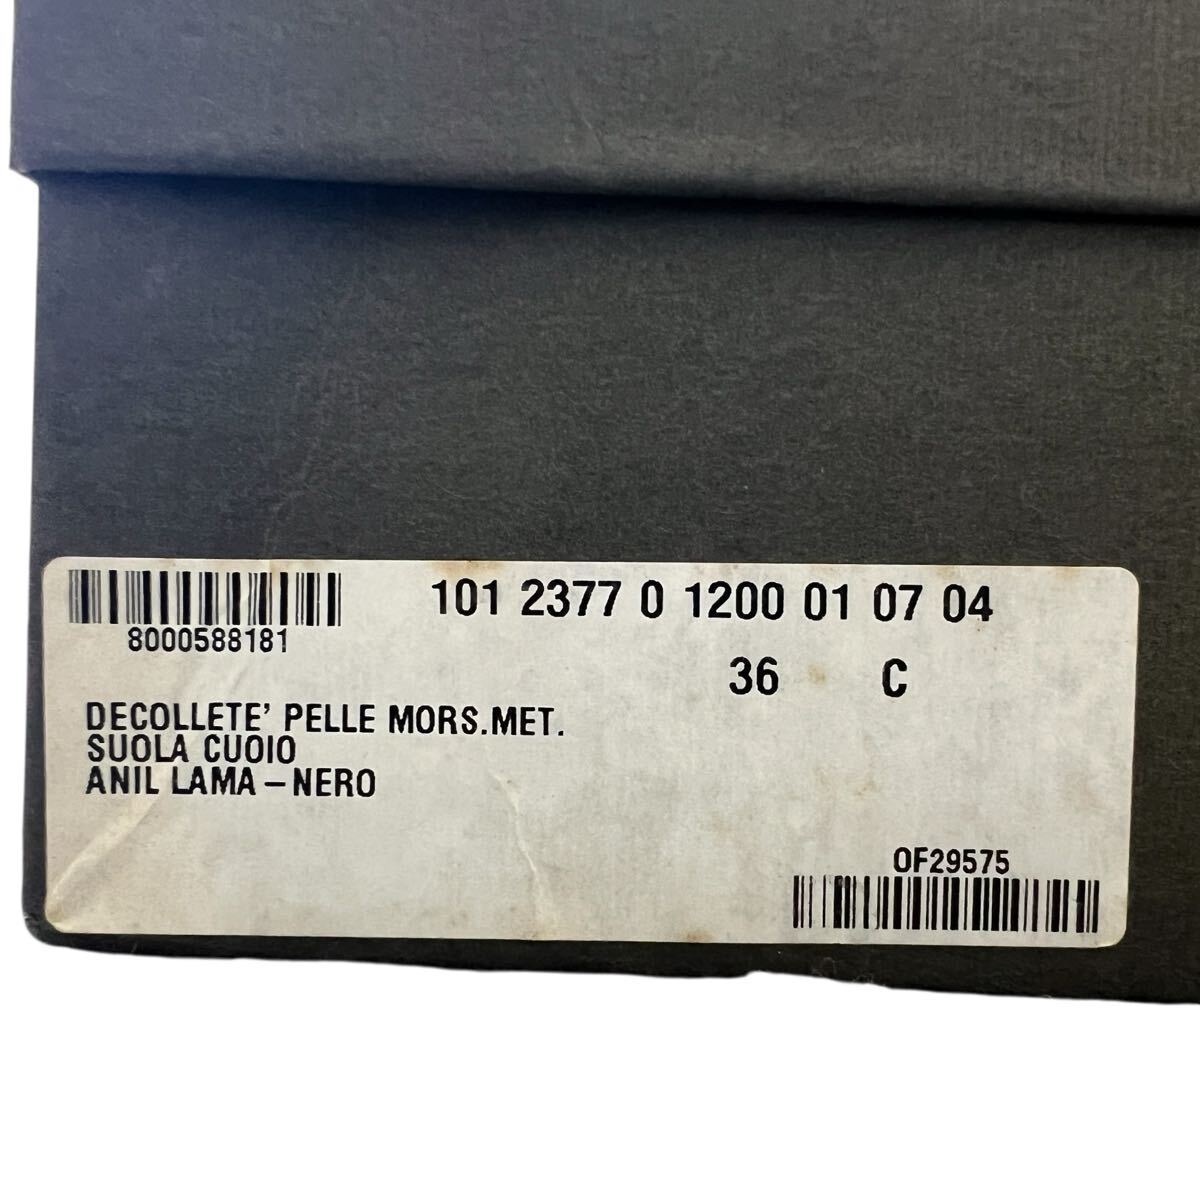 101 2377 0 1200 01 07 04
8000588181
36 C
DECOLLETE' PELLE MORS.MET.
SUOLA CUOIO
ANIL LAMA-NERO
OF29575